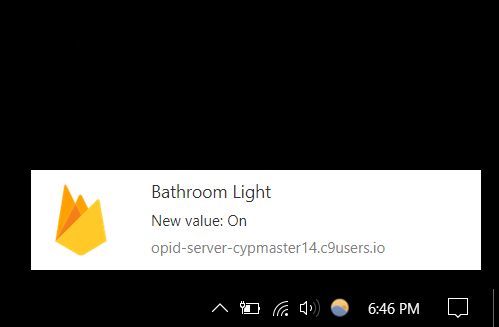 Bathroom Light
New value: On
opid-server-cypmaster14.c9users.io
6:46 PM